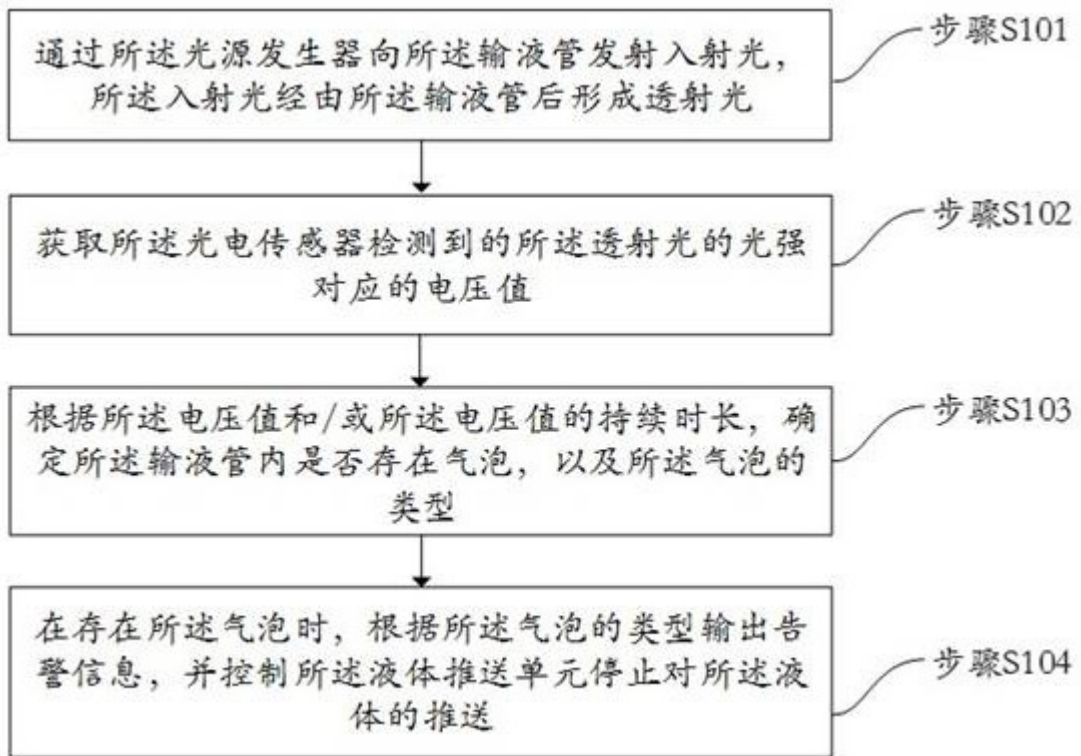 通过所述光源发生器向所述输液管发射入射光，
所述入射光经由所述输液管后形成透射光
步骤S101
获取所述光电传感器检测到的所述透射光的光强
对应的电压值
步骤S102
根据所述电压值和/或所述电压值的持续时长，确
定所述输液管内是否存在气泡，以及所述气泡的
类型
步骤S103
在存在所述气泡时，根据所述气泡的类型输出告
警信息，并控制所述液体推送单元停止对所述液
体的推送
步骤S104